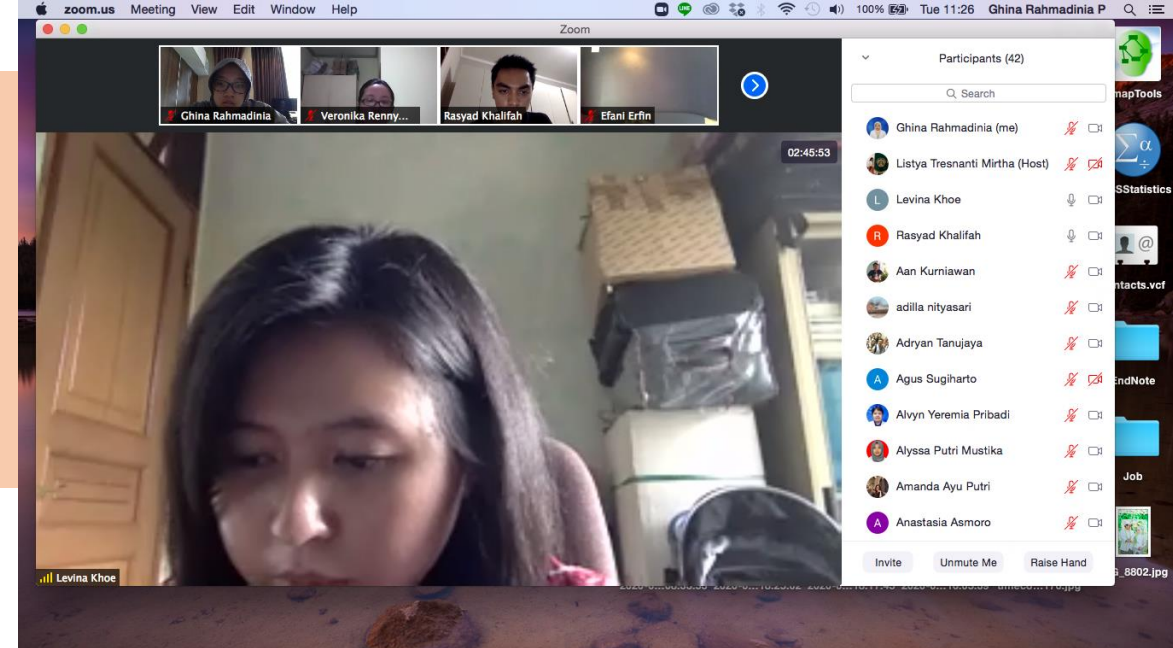 zoom.us Meeting View Edit Window Help 100% Tue 11:26 Ghina Rahmadinia P
Zoom
Ghina Rahmadinia Veronika Renny... Rasyad Khalifah Efani Erfin
02:45:53
Levina Khoe
Participants (42)
Search
Ghina Rahmadinia (me)
Listya Tresnanti Mirtha (Host)
L Levina Khoe
R Rasyad Khalifah
Aan Kurniawan
adilla nityasari
Adryan Tanujaya
A Agus Sugiharto
Alvyn Yeremia Pribadi
Alyssa Putri Mustika
Amanda Ayu Putri
A Anastasia Asmoro
Invite Unmute Me Raise Hand
mapTools
Σ α ÷
SSStatistics
@
ntacts.vcf
EndNote
Job
_8802.jpg